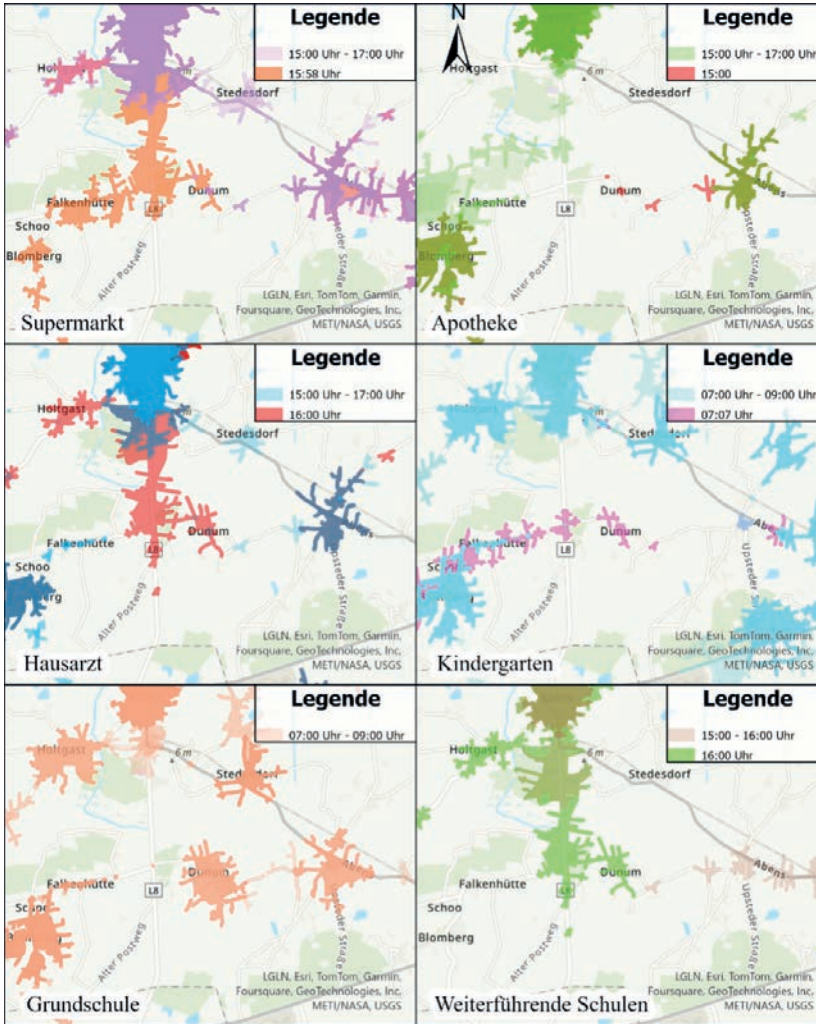 Legende
15:00 Uhr - 17:00 Uhr
15:58 Uhr
6 m
Stedesdorf
Dunum
Falkenhütte
L8
Schoo
Blomberg
Alter Postweg
LGLN, Esri, TomTom, Garmin,
Foursquare, GeoTechnologies, Inc,
METI/NASA, USGS
Supermarkt
N
Legende
15:00 Uhr - 17:00 Uhr
15:00
Holtgast
6 m
Stedesdorf
Dunum
Abens
Falkenhütte
L8
Schoo
Blomberg
Alter Postweg
LGLN, Esri, TomTom, Garmin,
Foursquare, GeoTechnologies, Inc,
METI/NASA, USGS
Apotheke
Legende
15:00 Uhr - 17:00 Uhr
16:00 Uhr
Holtgast
Stedesdorf
Falkenhütte
Dunum
Abens
L8
Schoo
Alter Postweg
LGLN, Esri, TomTom, Garmin,
Foursquare, GeoTechnologies, Inc,
METI/NASA, USGS
Hausarzt
Legende
07:00 Uhr - 09:00 Uhr
07:07 Uhr
Stedesdorf
Falkenhütte
Dunum
L8
Upsteder Straße
Alter Postweg
LGLN, Esri, TomTom, Garmin,
Foursquare, GeoTechnologies, Inc,
METI/NASA, USGS
Kindergarten
Legende
07:00 Uhr - 09:00 Uhr
Holtgast
6 m
Stedesdorf
Falkenhütte
Dunum
Abens
L8
Schoo
Upsteder Straße
Alter Postweg
LGLN, Esri, TomTom, Garmin,
Foursquare, GeoTechnologies, Inc,
METI/NASA, USGS
Grundschule
Legende
15:00 - 16:00 Uhr
16:00 Uhr
Holtgast
6 m
Stedesdorf
Falkenhütte
Dunum
Abens
L8
Schoo
Blomberg
Upsteder Straße
Alter Postweg
LGLN, Esri, TomTom, Garmin,
Foursquare, GeoTechnologies, Inc,
METI/NASA, USGS
Weiterführende Schulen